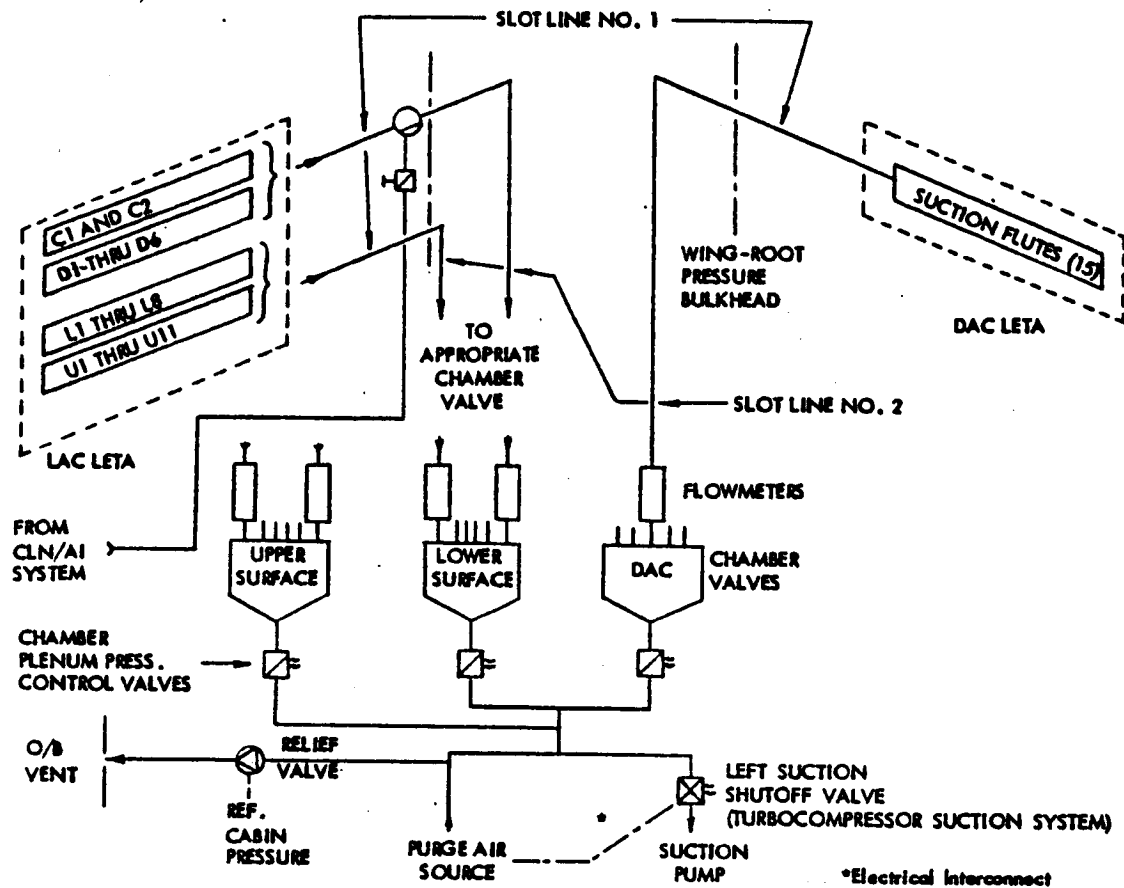 SLOT LINE NO. 1
C1 AND C2
D1-THRU D6
L1 THRU L8
U1 THRU U11
LAC LETA
TO
APPROPRIATE
CHAMBER
VALVE
WING-ROOT
PRESSURE
BULKHEAD
SUCTION FLUTES (15)
DAC LETA
SLOT LINE NO. 2
FLOWMETERS
FROM
CLN/AI
SYSTEM
UPPER
SURFACE
LOWER
SURFACE
DAC
CHAMBER
VALVES
CHAMBER
PLENUM PRESS.
CONTROL VALVES
O/B
VENT
RELIEF
VALVE
REF.
CABIN
PRESSURE
PURGE AIR
SOURCE
*
LEFT SUCTION
SHUTOFF VALVE
(TURBOCOMPRESSOR SUCTION SYSTEM)
SUCTION
PUMP
*Electrical Interconnect